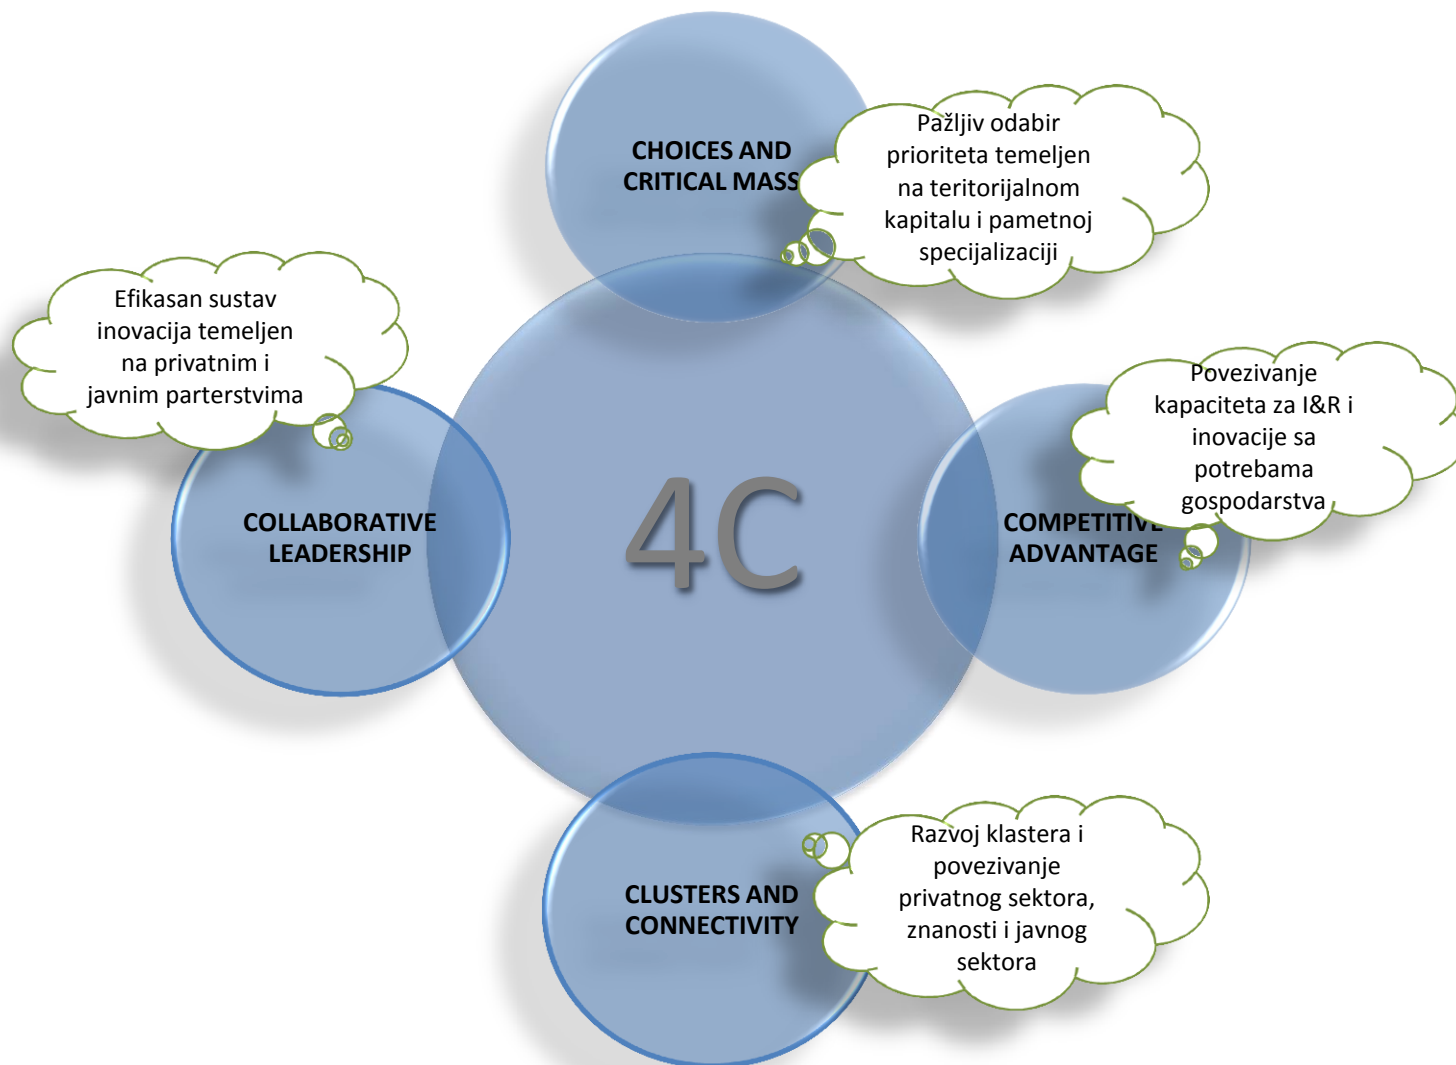 CHOICES AND
CRITICAL MASS
Pažljiv odabir
prioriteta temeljen
na teritorijalnom
kapitalu i pametnoj
specijalizaciji
Efikasan sustav
inovacija temeljen
na privatnim i
javnim parterstvima
COLLABORATIVE
LEADERSHIP
4C
Povezivanje
kapaciteta za I&R i
inovacije sa
potrebama
gospodarstva
COMPETITIVE
ADVANTAGE
CLUSTERS AND
CONNECTIVITY
Razvoj klastera i
povezivanje
privatnog sektora,
znanosti i javnog
sektora